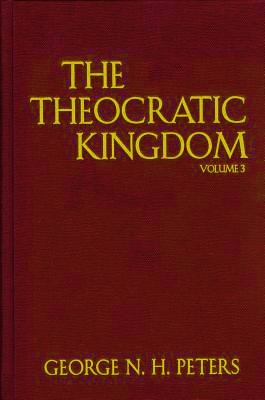 THE
THEOCRATIC
KINGDOM
VOLUME 3
GEORGE N. H. PETERS